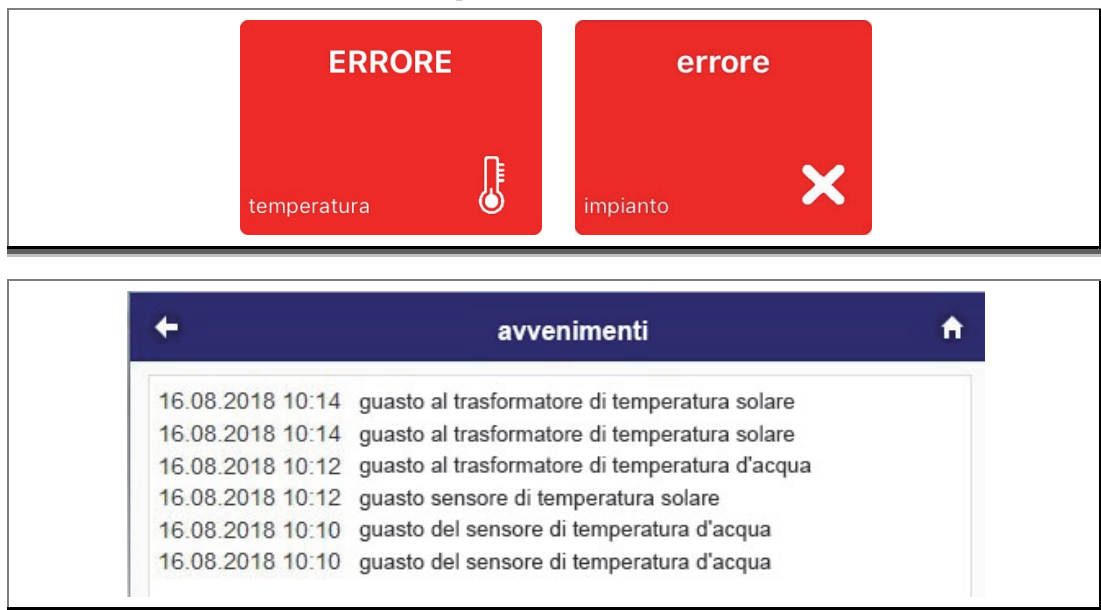 ERRORE
temperatura
errore
impianto
avvenimenti
16.08.2018 10:14 guasto al trasformatore di temperatura solare
16.08.2018 10:14 guasto al trasformatore di temperatura solare
16.08.2018 10:12 guasto al trasformatore di temperatura d'acqua
16.08.2018 10:12 guasto sensore di temperatura solare
16.08.2018 10:10 guasto del sensore di temperatura d'acqua
16.08.2018 10:10 guasto del sensore di temperatura d'acqua